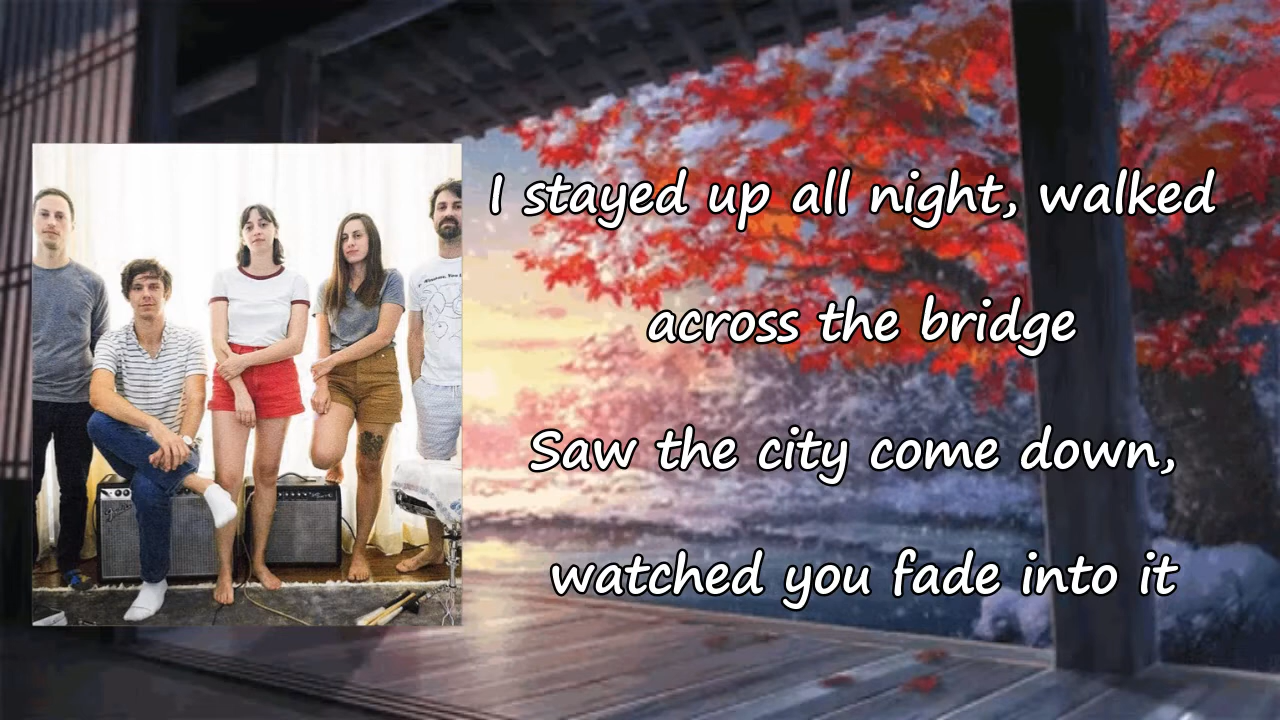 I stayed up all night, walked
across the bridge
Saw the city come down,
watched you fade into it